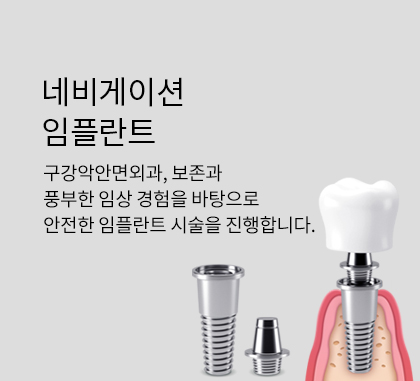 네비게이션
임플란트
구강악안면외과, 보존과
풍부한 임상 경험을 바탕으로
안전한 임플란트 시술을 진행합니다.